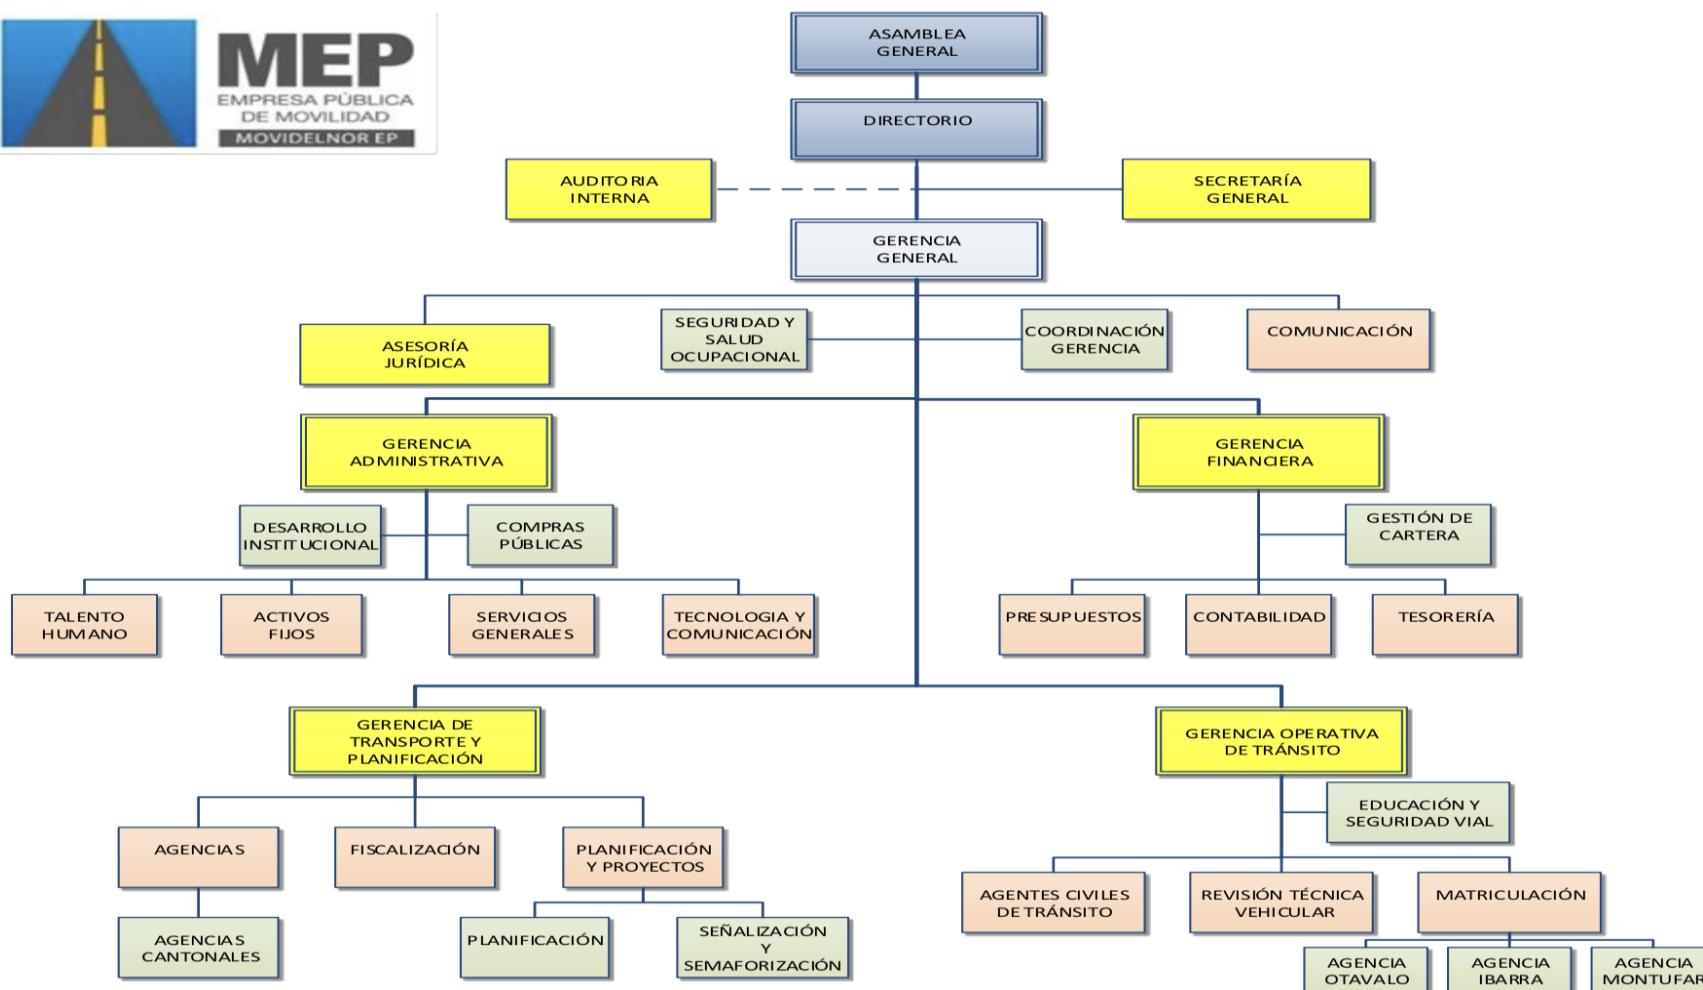 MEP
EMPRESA PÚBLICA
DE MOVILIDAD
MOVIDELNOR EP
ASAMBLEA
GENERAL
DIRECTORIO
AUDITORIA
INTERNA
SECRETARÍA
GENERAL
GERENCIA
GENERAL
ASESORÍA
JURÍDICA
SEGURIDAD Y
SALUD
OCUPACIONAL
COORDINACIÓN
GERENCIA
COMUNICACIÓN
GERENCIA
ADMINISTRATIVA
GERENCIA
FINANCIERA
DESARROLLO
INSTITUCIONAL
COMPRAS
PÚBLICAS
GESTIÓN DE
CARTERA
TALENTO
HUMANO
ACTIVOS
FIJOS
SERVICIOS
GENERALES
TECNOLOGIA Y
COMUNICACIÓN
PRESUPUESTOS
CONTABILIDAD
TESORERÍA
GERENCIA DE
TRANSPORTE Y
PLANIFICACIÓN
GERENCIA OPERATIVA
DE TRÁNSITO
EDUCACIÓN Y
SEGURIDAD VIAL
AGENCIAS
FISCALIZACIÓN
PLANIFICACIÓN
Y PROYECTOS
AGENTES CIVILES
DE TRÁNSITO
REVISIÓN TÉCNICA
VEHICULAR
MATRICULACIÓN
AGENCIAS
CANTONALES
PLANIFICACIÓN
SEÑALIZACIÓN
Y
SEMAFORIZACIÓN
AGENCIA
OTAVALO
AGENCIA
IBARRA
AGENCIA
MONTUFAR